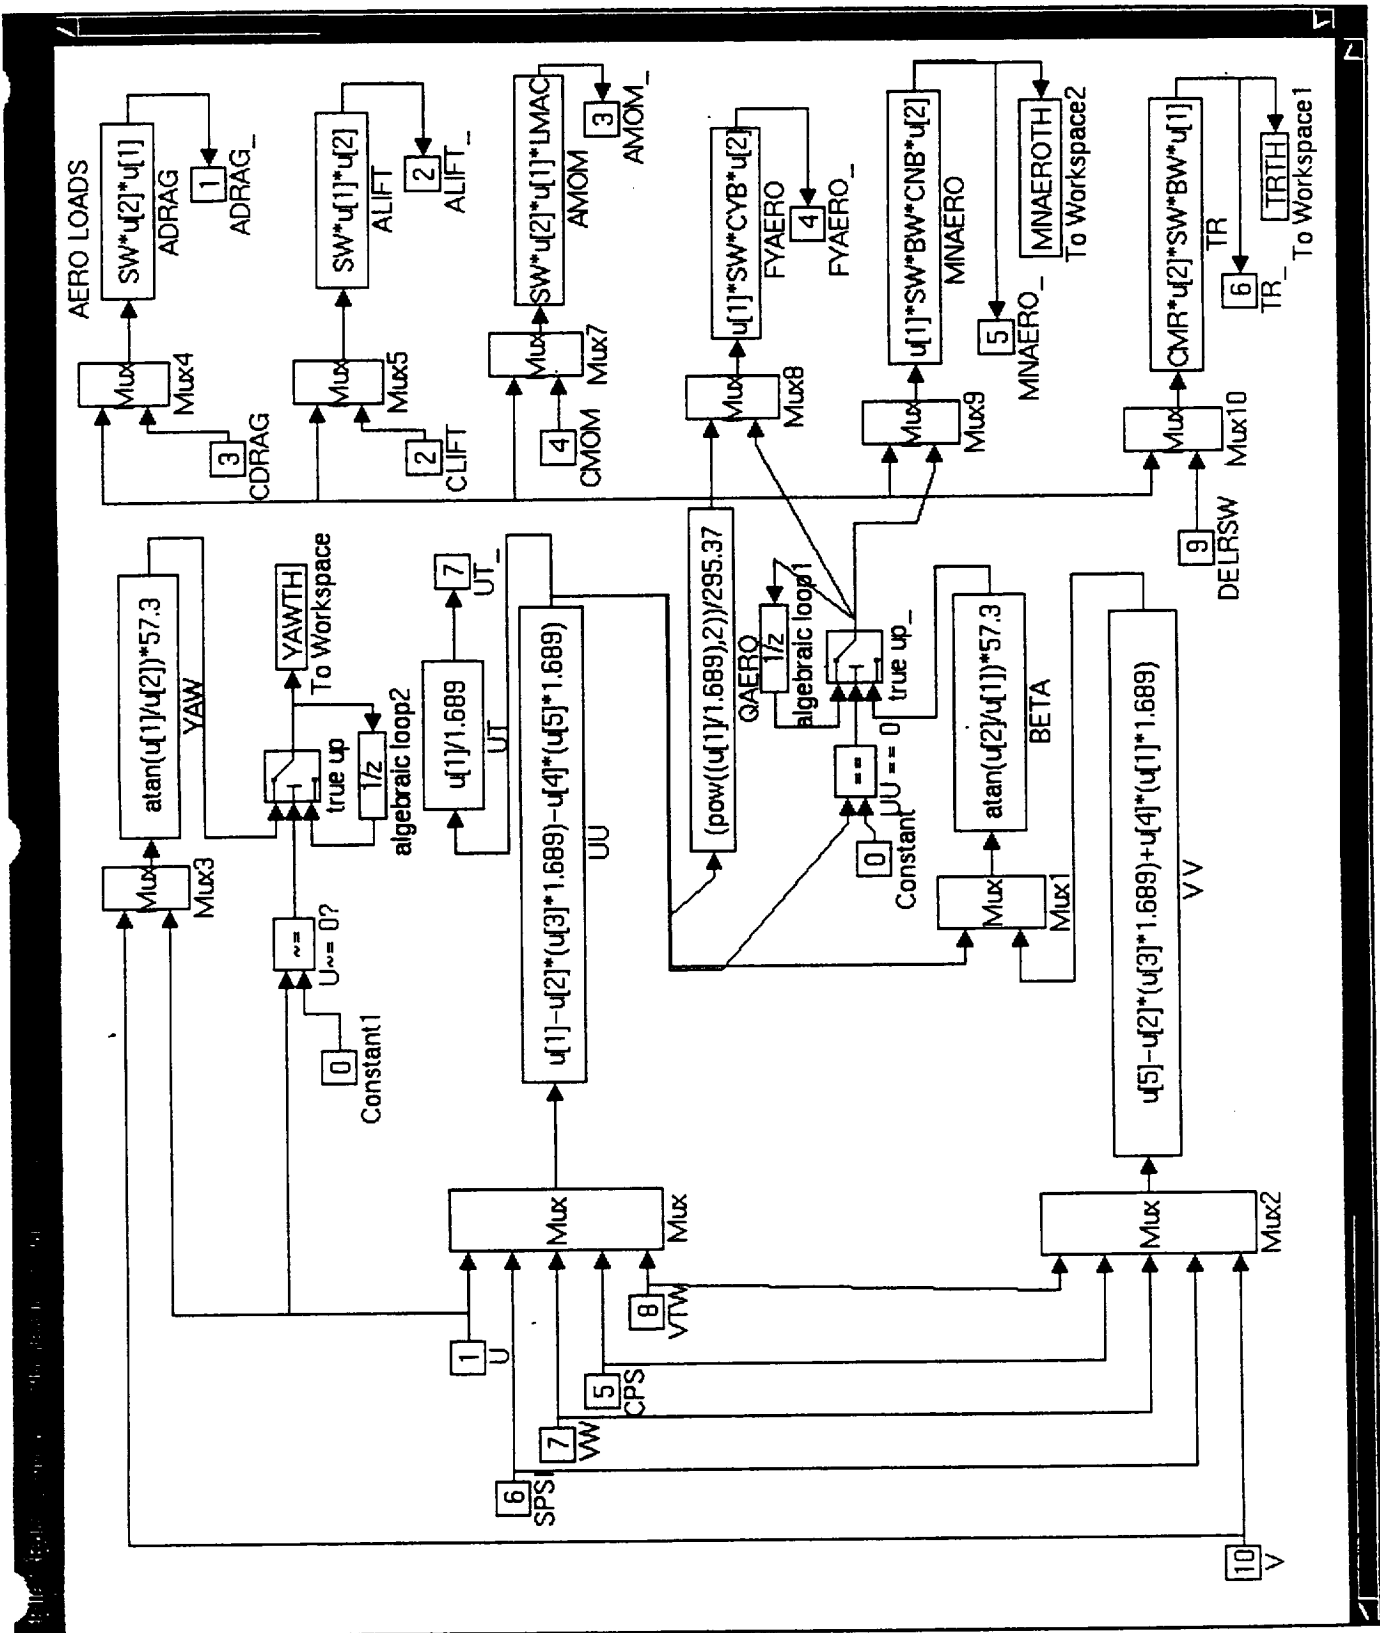 AERO LOADS
Mux
Mux4
SW*u[2]*u[1]
ADRAG
1
ADRAG_
3
CDRAG
Mux
Mux5
SW*u[1]*u[2]
ALIFT
2
ALIFT_
2
CLIFT
Mux
Mux7
SW*u[2]*u[1]*LMAC
AMOM
3
AMOM_
4
CMOM
Mux
Mux8
u[1]*SW*CYB*u[2]
FYAERO
4
FYAERO_
Mux
Mux9
u[1]*SW*BW*CNB*u[2]
MNAERO
5
MNAERO_
MNAEROTH
To Workspace2
Mux
Mux10
CMR*u[2]*SW*BW*u[1]
TR
6
TR_
TRTH
To Workspace1
9
DELRSW
Mux
Mux3
atan(u[1]/u[2])*57.3
YAW
YAWTH
To Workspace
true up
1/z
algebraic loop2
~=
U~= 0?
0
Constant1
u[1]/1.689
UT
7
UT_
u[1]-u[2]*(u[3]*1.689)-u[4]*(u[5]*1.689)
UU
(pow((u[1]/1.689),2))/295.37
QAERO
1/z
algebraic loop1
true up_
==
UU == 0
0
Constant
atan(u[2]/u[1])*57.3
BETA
Mux
Mux1
u[5]-u[2]*(u[3]*1.689)+u[4]*(u[1]*1.689)
V V
Mux
Mux
Mux
Mux2
1
U
8
VTW
5
CPS
7
VW
6
SPS
10
V